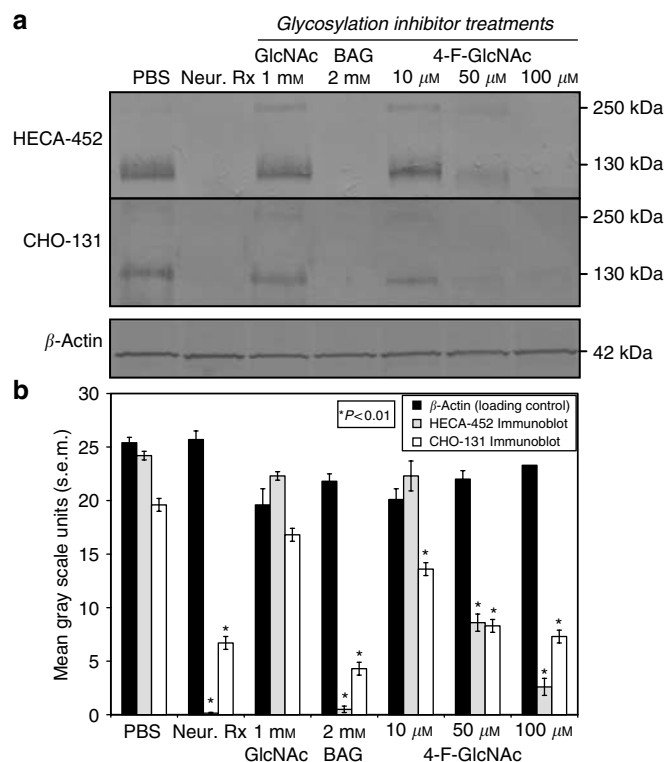 a
Glycosylation inhibitor treatments
GlcNAc BAG 4-F-GlcNAc
PBS Neur. Rx 1 mM 2 mM 10 μM 50 μM 100 μM
HECA-452
250 kDa
130 kDa
CHO-131
250 kDa
130 kDa
β-Actin
42 kDa
b
Mean gray scale units (s.e.m.)
30
25
20
15
10
5
0
*P<0.01
β-Actin (loading control)
HECA-452 Immunoblot
CHO-131 Immunoblot
* *
* *
*
* *
* *
PBS Neur. Rx 1 mM 2 mM 10 μM 50 μM 100 μM
GlcNAc BAG 4-F-GlcNAc